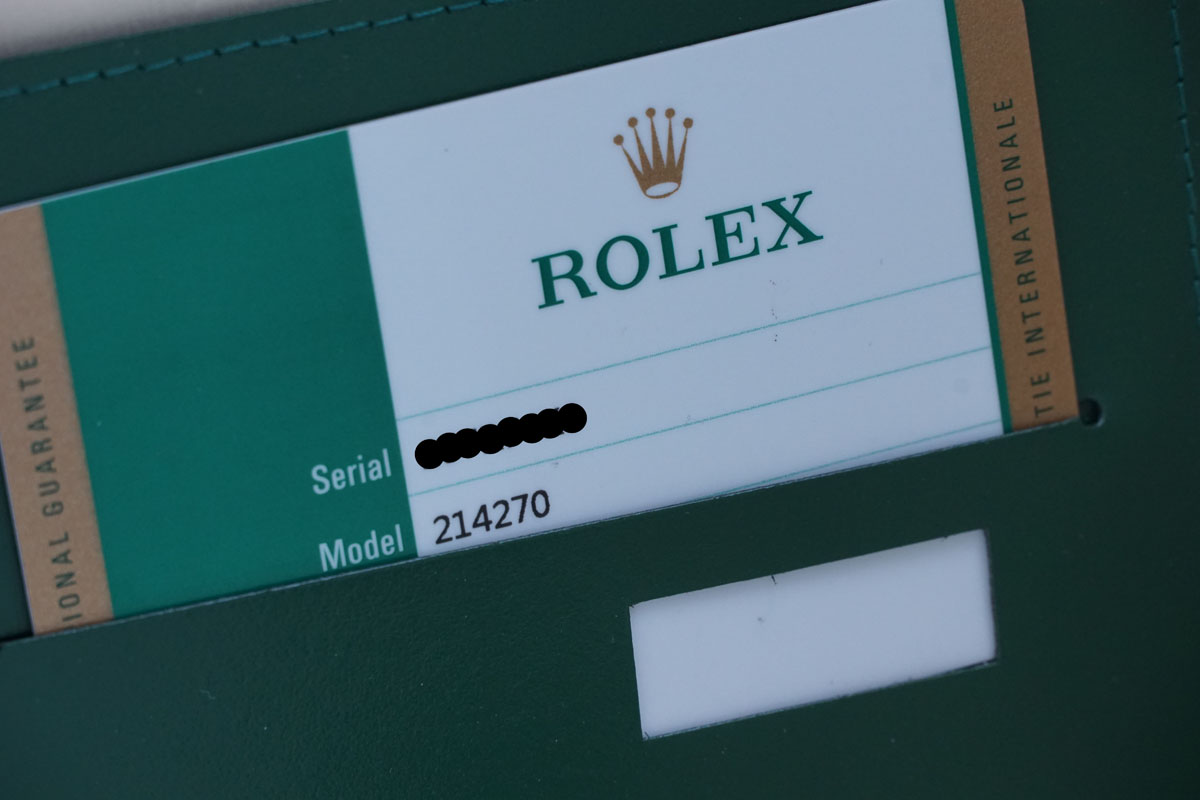 ROLEX
IONAL GUARANTEE
Serial
Model 214270
TIE INTERNATIONALE